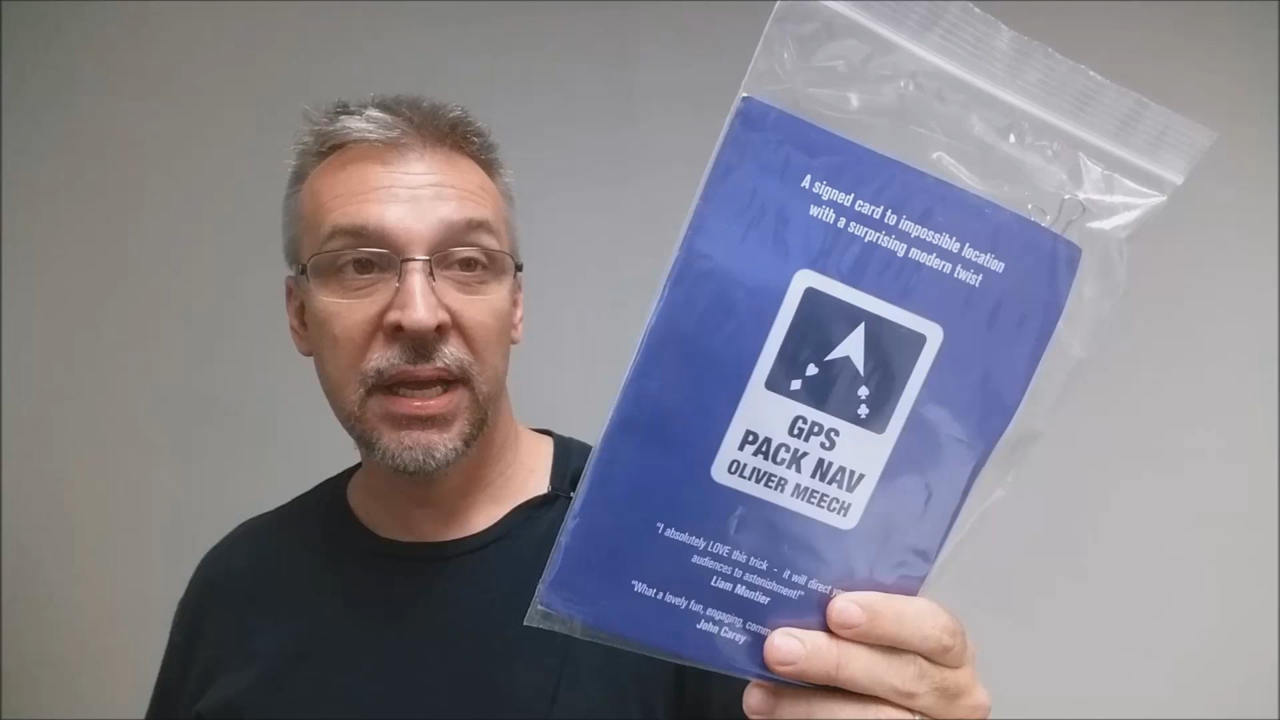 A signed card to impossible location
with a surprising modern twist
GPS
PACK NAV
OLIVER MEECH
"I absolutely LOVE this trick - it will direct
audiences to astonishment!"
Liam Montier
"What a lovely fun, engaging,
John Carey